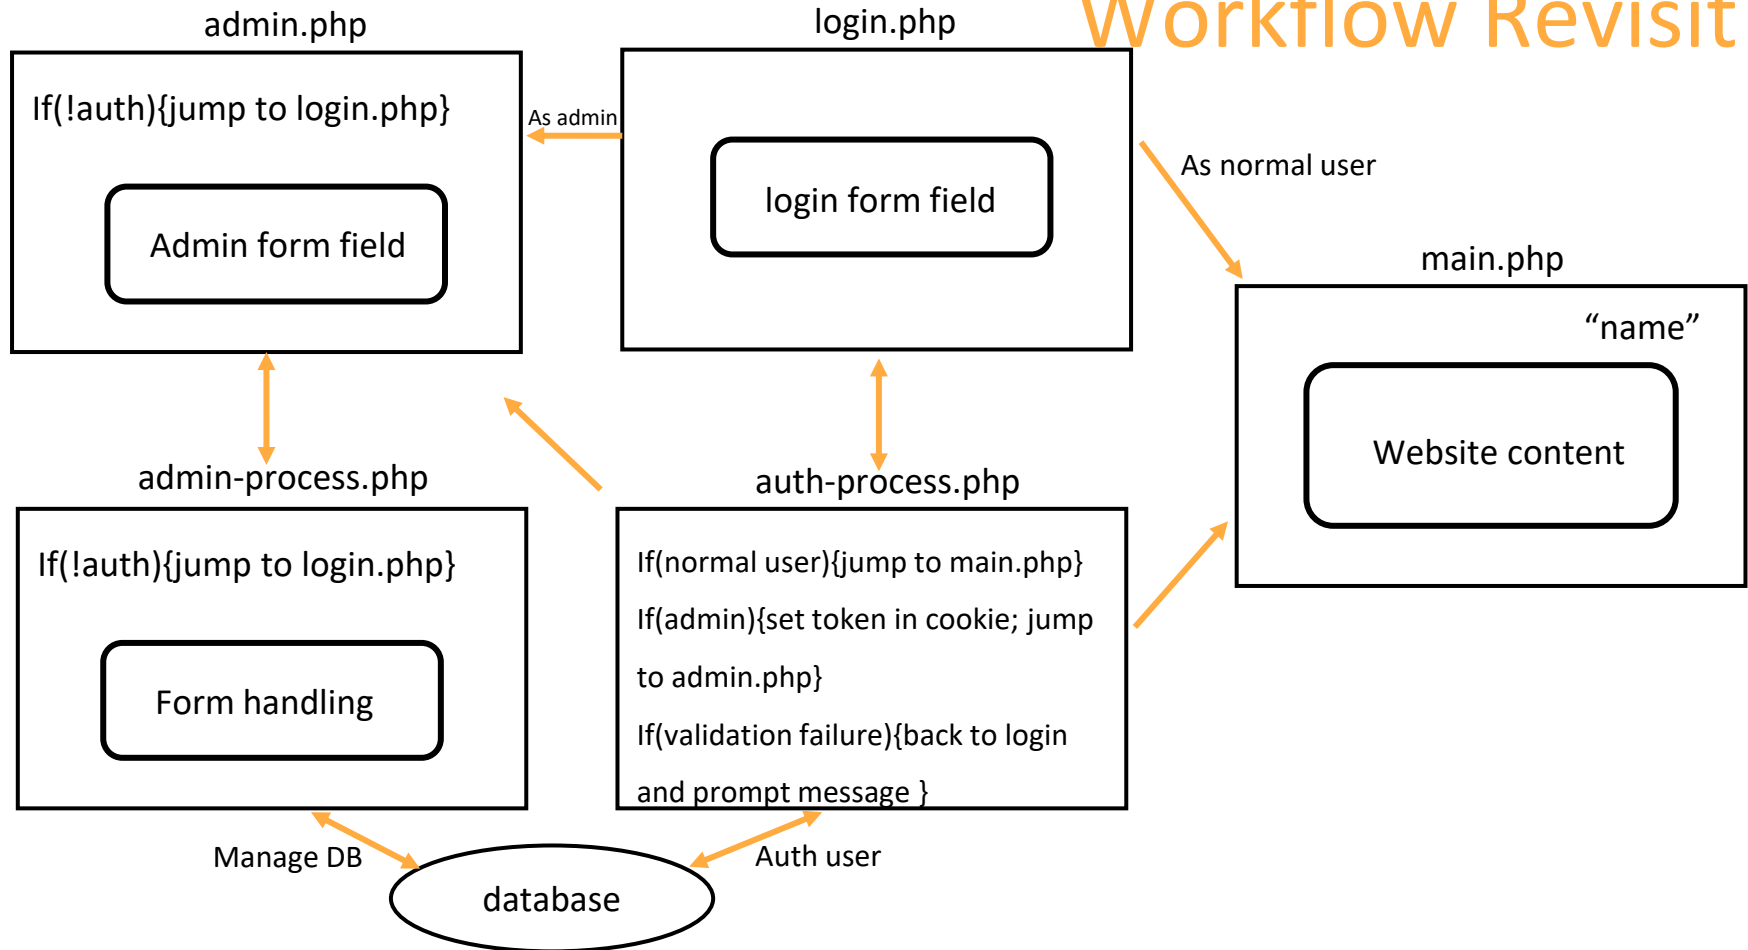 Workflow Revisit
admin.php
If(!auth){jump to login.php}
Admin form field
As admin
login.php
login form field
As normal user
main.php
“name”
Website content
admin-process.php
If(!auth){jump to login.php}
Form handling
auth-process.php
If(normal user){jump to main.php}
If(admin){set token in cookie; jump
to admin.php}
If(validation failure){back to login
and prompt message }
Manage DB
Auth user
database